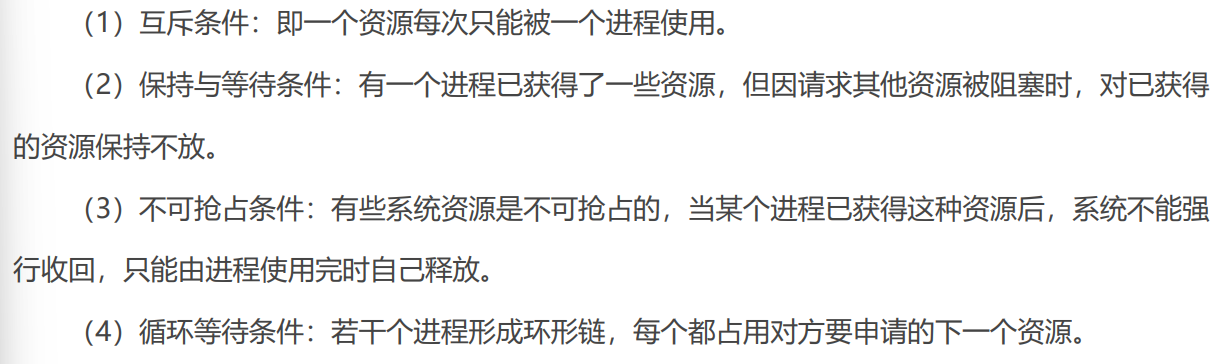 （1）互斥条件：即一个资源每次只能被一个进程使用。
（2）保持与等待条件：有一个进程已获得了一些资源，但因请求其他资源被阻塞时，对已获得
的资源保持不放。
（3）不可抢占条件：有些系统资源是不可抢占的，当某个进程已获得这种资源后，系统不能强
行收回，只能由进程使用完时自己释放。
（4）循环等待条件：若干个进程形成环形链，每个都占用对方要申请的下一个资源。